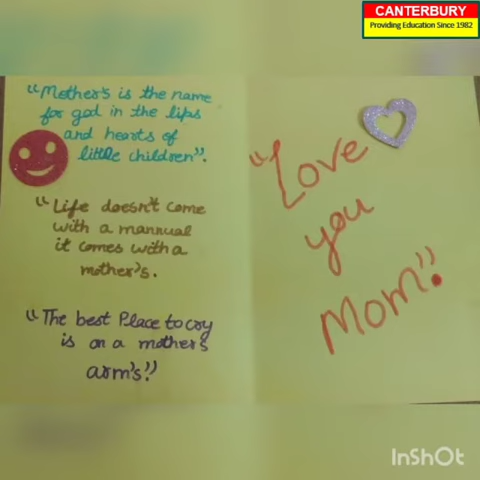 CANTERBURY
Providing Education Since 1982
"Mother's is the name
for god in the lips
and hearts of
little children".
"Life doesn't come
with a mannual
it comes with a
mother's.
"The best Place to cry
is on a mother's
arm's."
"Love
you
Mom".
InShOt